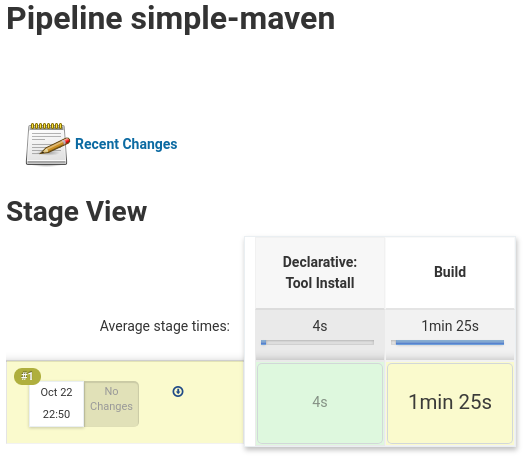 Pipeline simple-maven
Recent Changes
Stage View
Declarative:
Tool Install
Build
Average stage times:
4s
1min 25s
#1
Oct 22
22:50
No
Changes
4s
1min 25s